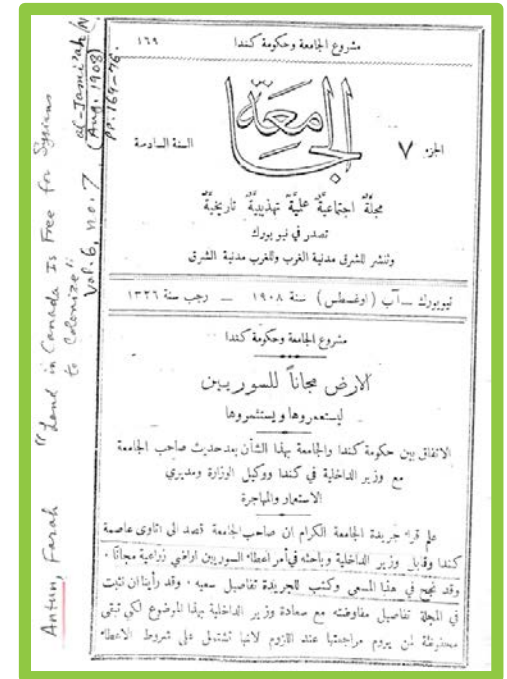 مشروع الجامعة وحكومة كندا ١٦٩
الجامعة
الجزء ٧ السنة السادسة
مجلة اجتماعية علمية تهذيبية تاريخية
تصدر في نيويورك
وتنشر للشرق مدنية الغرب وللغرب مدنية الشرق
نيويورك — آب (اوغسطس) سنة ١٩٠٨ — رجب سنة ١٣٢٦
مشروع الجامعة وحكومة كندا
الارض مجاناً للسوريين
ليستعمروها ويستثمروها
الاتفاق بين حكومة كندا والجامعة بهذا الشأن بعد حديث صاحب الجامعة
مع وزير الداخلية في كندا ووكيل الوزارة ومديري
الاستعمار والمهاجرة
علم قراء جريدة الجامعة الكرام ان صاحب الجامعة قصد الى اتاوى عاصمة
كندا وقابل وزير الداخلية وباحثه في أمر اعطاء السوريين اراضي زراعية مجاناً .
وقد نجح في هذا المسعى وكتب للجريدة تفاصيل سعيه . وقد رأينا ان نثبت
في المجلة تفاصيل مفاوضته مع سعادة وزير الداخلية بهذا الموضوع لكي تبقى
محفوظة لمن يروم مراجعتها عند اللزوم لانها تشتمل على شروط الاعطاء
Antun, Farah "Land in Canada Is Free for Syrians
to Colonize":
Vol. 6, no. 7
al-Jami'ah
(Aug. 1908)
pp. 169-76.